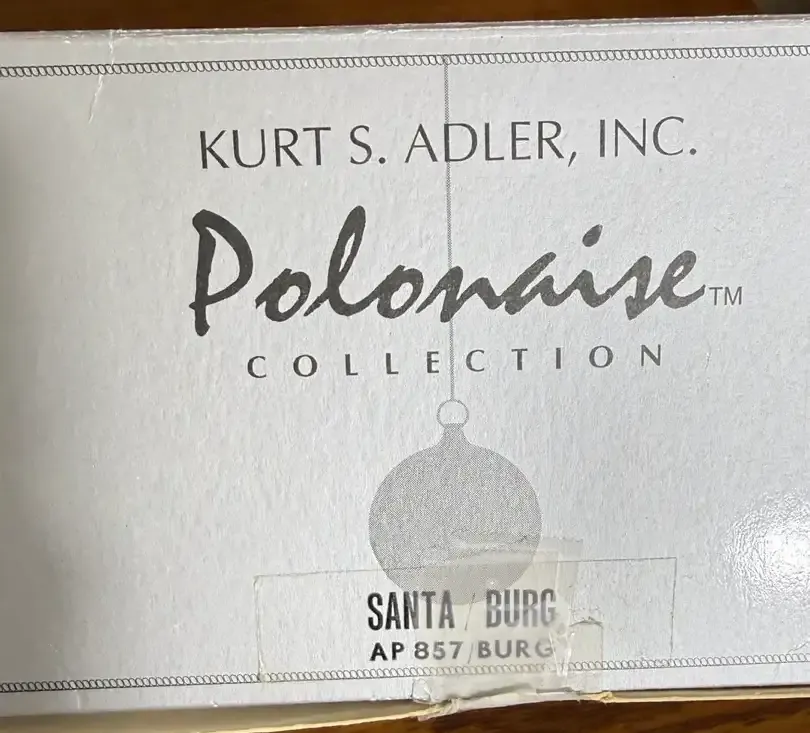 KURT S. ADLER, INC.
Polonaise™
COLLECTION
SANTA / BURG
AP 857/BURG